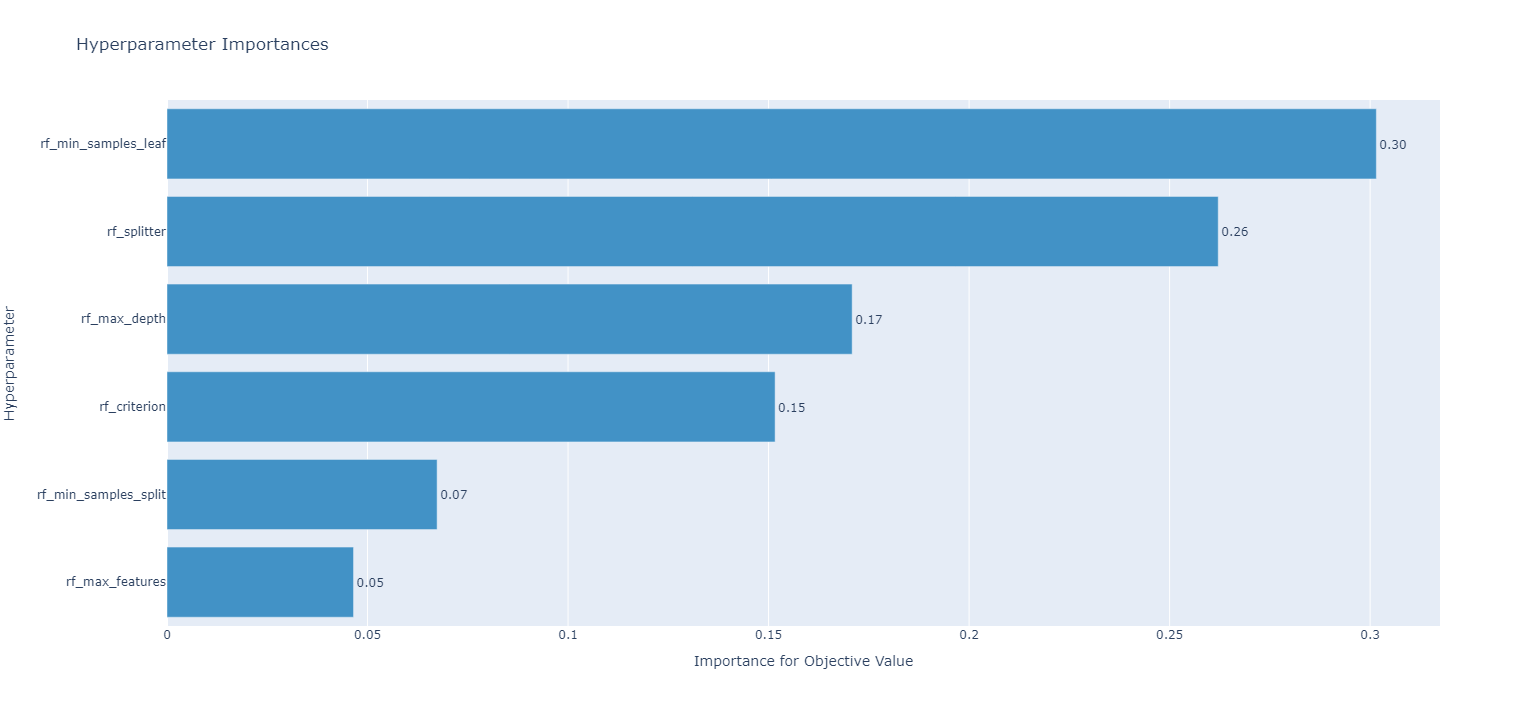 Hyperparameter Importances
Hyperparameter
rf_min_samples_leaf 0.30
rf_splitter 0.26
rf_max_depth 0.17
rf_criterion 0.15
rf_min_samples_split 0.07
rf_max_features 0.05
0 0.05 0.1 0.15 0.2 0.25 0.3
Importance for Objective Value